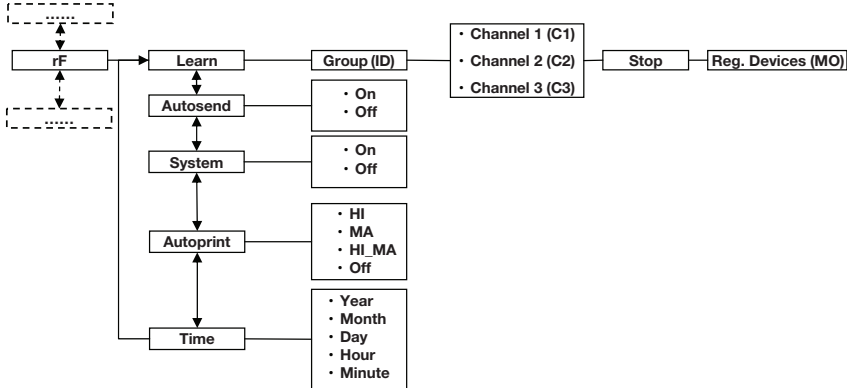 ......
rF
......
Learn
Group (ID)
· Channel 1 (C1)
· Channel 2 (C2)
· Channel 3 (C3)
Stop
Reg. Devices (MO)
Autosend
· On
· Off
System
· On
· Off
Autoprint
· HI
· MA
· HI_MA
· Off
Time
· Year
· Month
· Day
· Hour
· Minute